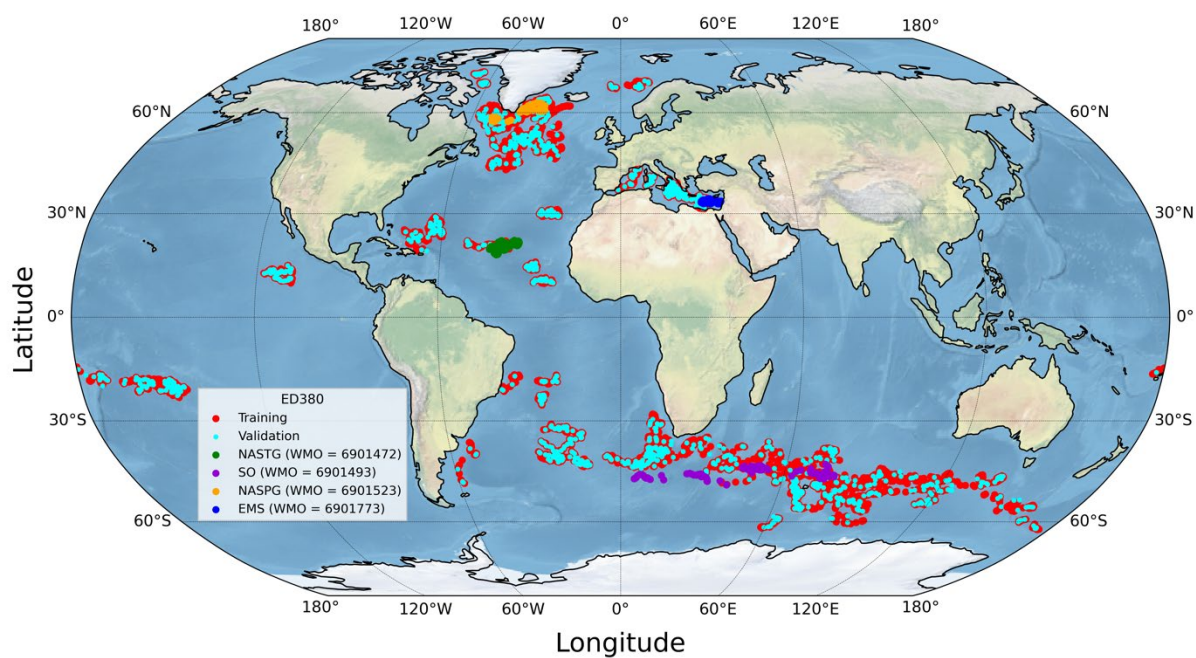 180° 120°W 60°W 0° 60°E 120°E 180°
60°N 60°N
30°N 30°N
0° 0°
30°S 30°S
60°S 60°S
Latitude
ED380
Training
Validation
NASTG (WMO = 6901472)
SO (WMO = 6901493)
NASPG (WMO = 6901523)
EMS (WMO = 6901773)
180° 120°W 60°W 0° 60°E 120°E 180°
Longitude